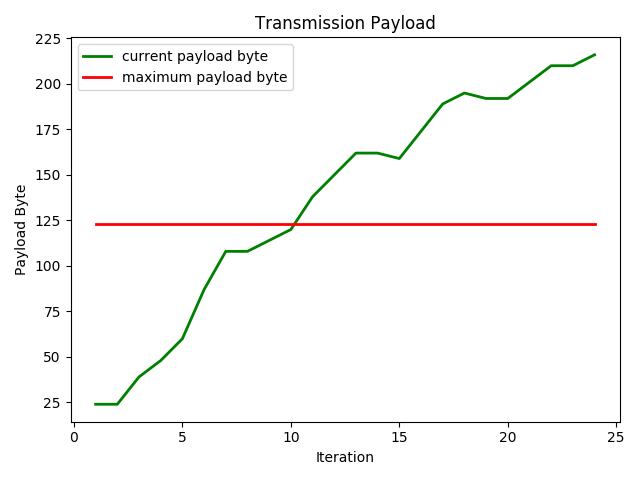 Transmission Payload
current payload byte
maximum payload byte
225
200
175
150
125
100
75
50
25
Payload Byte
0 5 10 15 20 25
Iteration